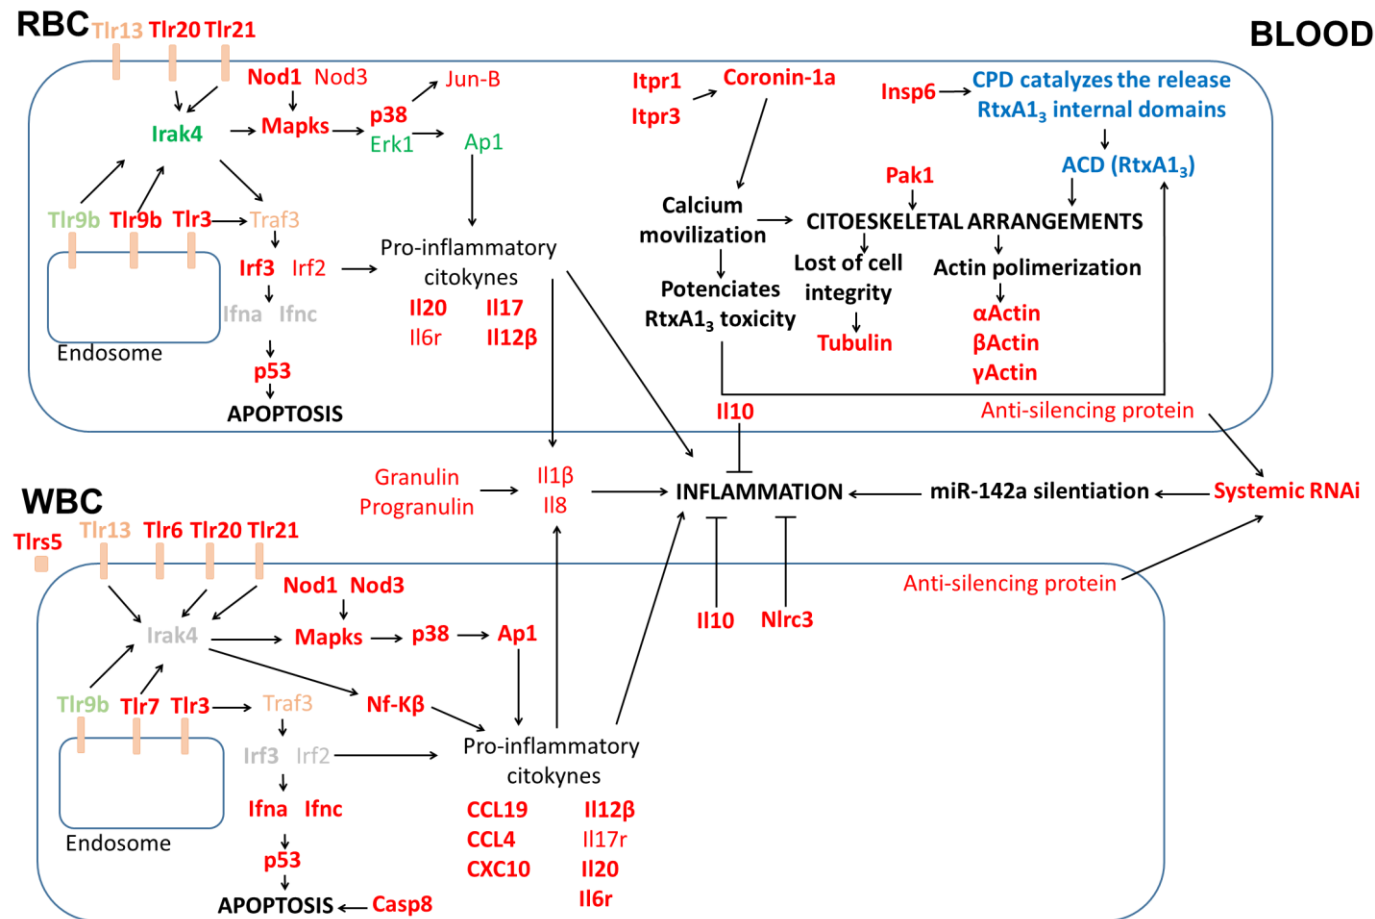 RBC
BLOOD
Tlr13 Tlr20 Tlr21
Nod1 Nod3
Jun-B
Irak4
Mapks
p38
Erk1
Ap1
Tlr9b Tlr9b Tlr3
Traf3
Irf3 Irf2
Ifna Ifnc
Endosome
p53
APOPTOSIS
Pro-inflammatory
citokynes
Il20 Il17
Il6r Il12β
Itpr1
Itpr3
Coronin-1a
Insp6
CPD catalyzes the release
RtxA1₃ internal domains
ACD (RtxA1₃)
Pak1
Calcium
movilization
CITOESKELETAL ARRANGEMENTS
Potenciates
RtxA1₃ toxicity
Lost of cell
integrity
Tubulin
Actin polimerization
αActin
βActin
γActin
Il10
Anti-silencing protein
Granulin
Progranulin
Il1β
Il8
INFLAMMATION
miR-142a silentiation
Systemic RNAi
WBC
Tlrs5
Tlr13 Tlr6 Tlr20 Tlr21
Nod1 Nod3
Irak4
Mapks
p38
Ap1
Tlr9b Tlr7 Tlr3
Traf3
Nf-Kβ
Irf3 Irf2
Ifna Ifnc
Endosome
p53
APOPTOSIS
Casp8
Pro-inflammatory
citokynes
CCL19 Il12β
CCL4 Il17r
CXC10 Il20
Il6r
Il10
Nlrc3
Anti-silencing protein